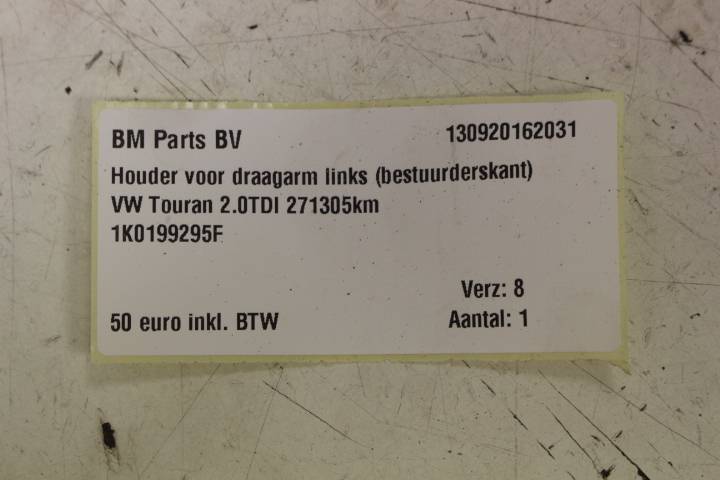 BM Parts BV 130920162031
Houder voor draagarm links (bestuurderskant)
VW Touran 2.0TDI 271305km
1K0199295F
Verz: 8
50 euro inkl. BTW Aantal: 1